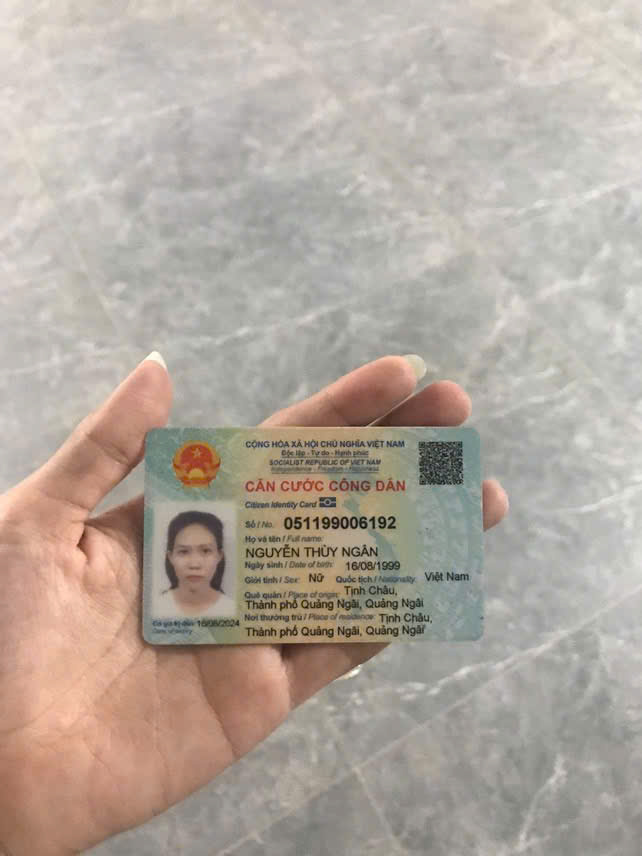 CỘNG HÒA XÃ HỘI CHỦ NGHĨA VIỆT NAM
Độc lập - Tự do - Hạnh phúc
SOCIALIST REPUBLIC OF VIET NAM
Independence - Freedom - Happiness
CĂN CƯỚC CÔNG DÂN
Citizen Identity Card
Số / No. 051199006192
Họ và tên / Full name:
NGUYỄN THÙY NGÂN
Ngày sinh / Date of birth: 16/08/1999
Giới tính / Sex: Nữ Quốc tịch / Nationality: Việt Nam
Quê quán / Place of origin: Tịnh Châu,
Thành phố Quảng Ngãi, Quảng Ngãi
Nơi thường trú / Place of residence: Tịnh Châu,
Thành phố Quảng Ngãi, Quảng Ngãi
Có giá trị đến: 16/08/2024
Date of expiry